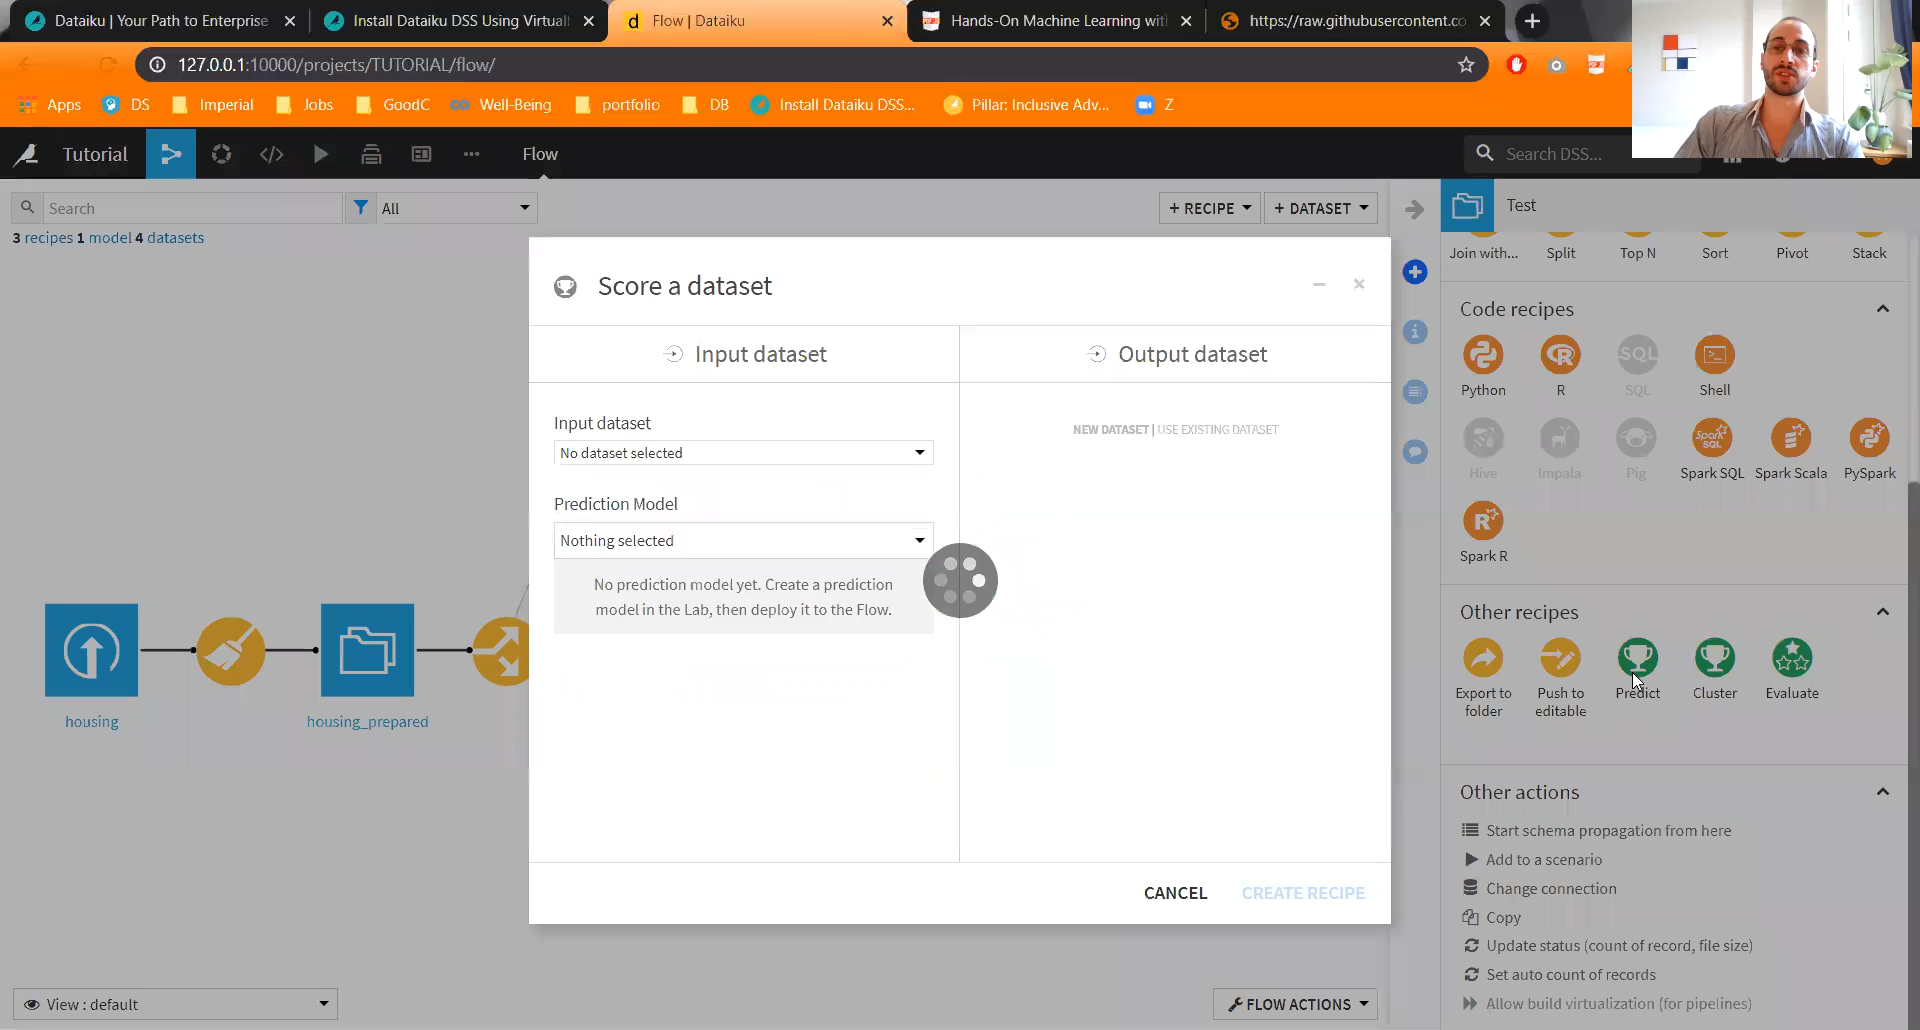 Dataiku | Your Path to Enterprise
Install Dataiku DSS Using Virtuall
Flow | Dataiku
Hands-On Machine Learning with
https://raw.githubusercontent.co
127.0.0.1:10000/projects/TUTORIAL/flow/
Apps
DS
Imperial
Jobs
GoodC
Well-Being
portfolio
DB
Install Dataiku DSS...
Pillar: Inclusive Adv...
Z
Tutorial
Flow
Search DSS...
Search
All
+ RECIPE
+ DATASET
Test
3 recipes 1 model 4 datasets
Join with...
Split
Top N
Sort
Pivot
Stack
Score a dataset
Code recipes
Input dataset
Output dataset
Python
R
SQL
SQL
Shell
Input dataset
No dataset selected
NEW DATASET | USE EXISTING DATASET
Spark
SQL
Hive
Impala
Pig
Spark SQL
Spark Scala
PySpark
Prediction Model
Nothing selected
No prediction model yet. Create a prediction
model in the Lab, then deploy it to the Flow.
R
Spark R
Other recipes
Export to
folder
Push to
editable
Predict
Cluster
Evaluate
housing
housing_prepared
Other actions
Start schema propagation from here
Add to a scenario
Change connection
Copy
Update status (count of record, file size)
Set auto count of records
Allow build virtualization (for pipelines)
CANCEL
CREATE RECIPE
View : default
FLOW ACTIONS